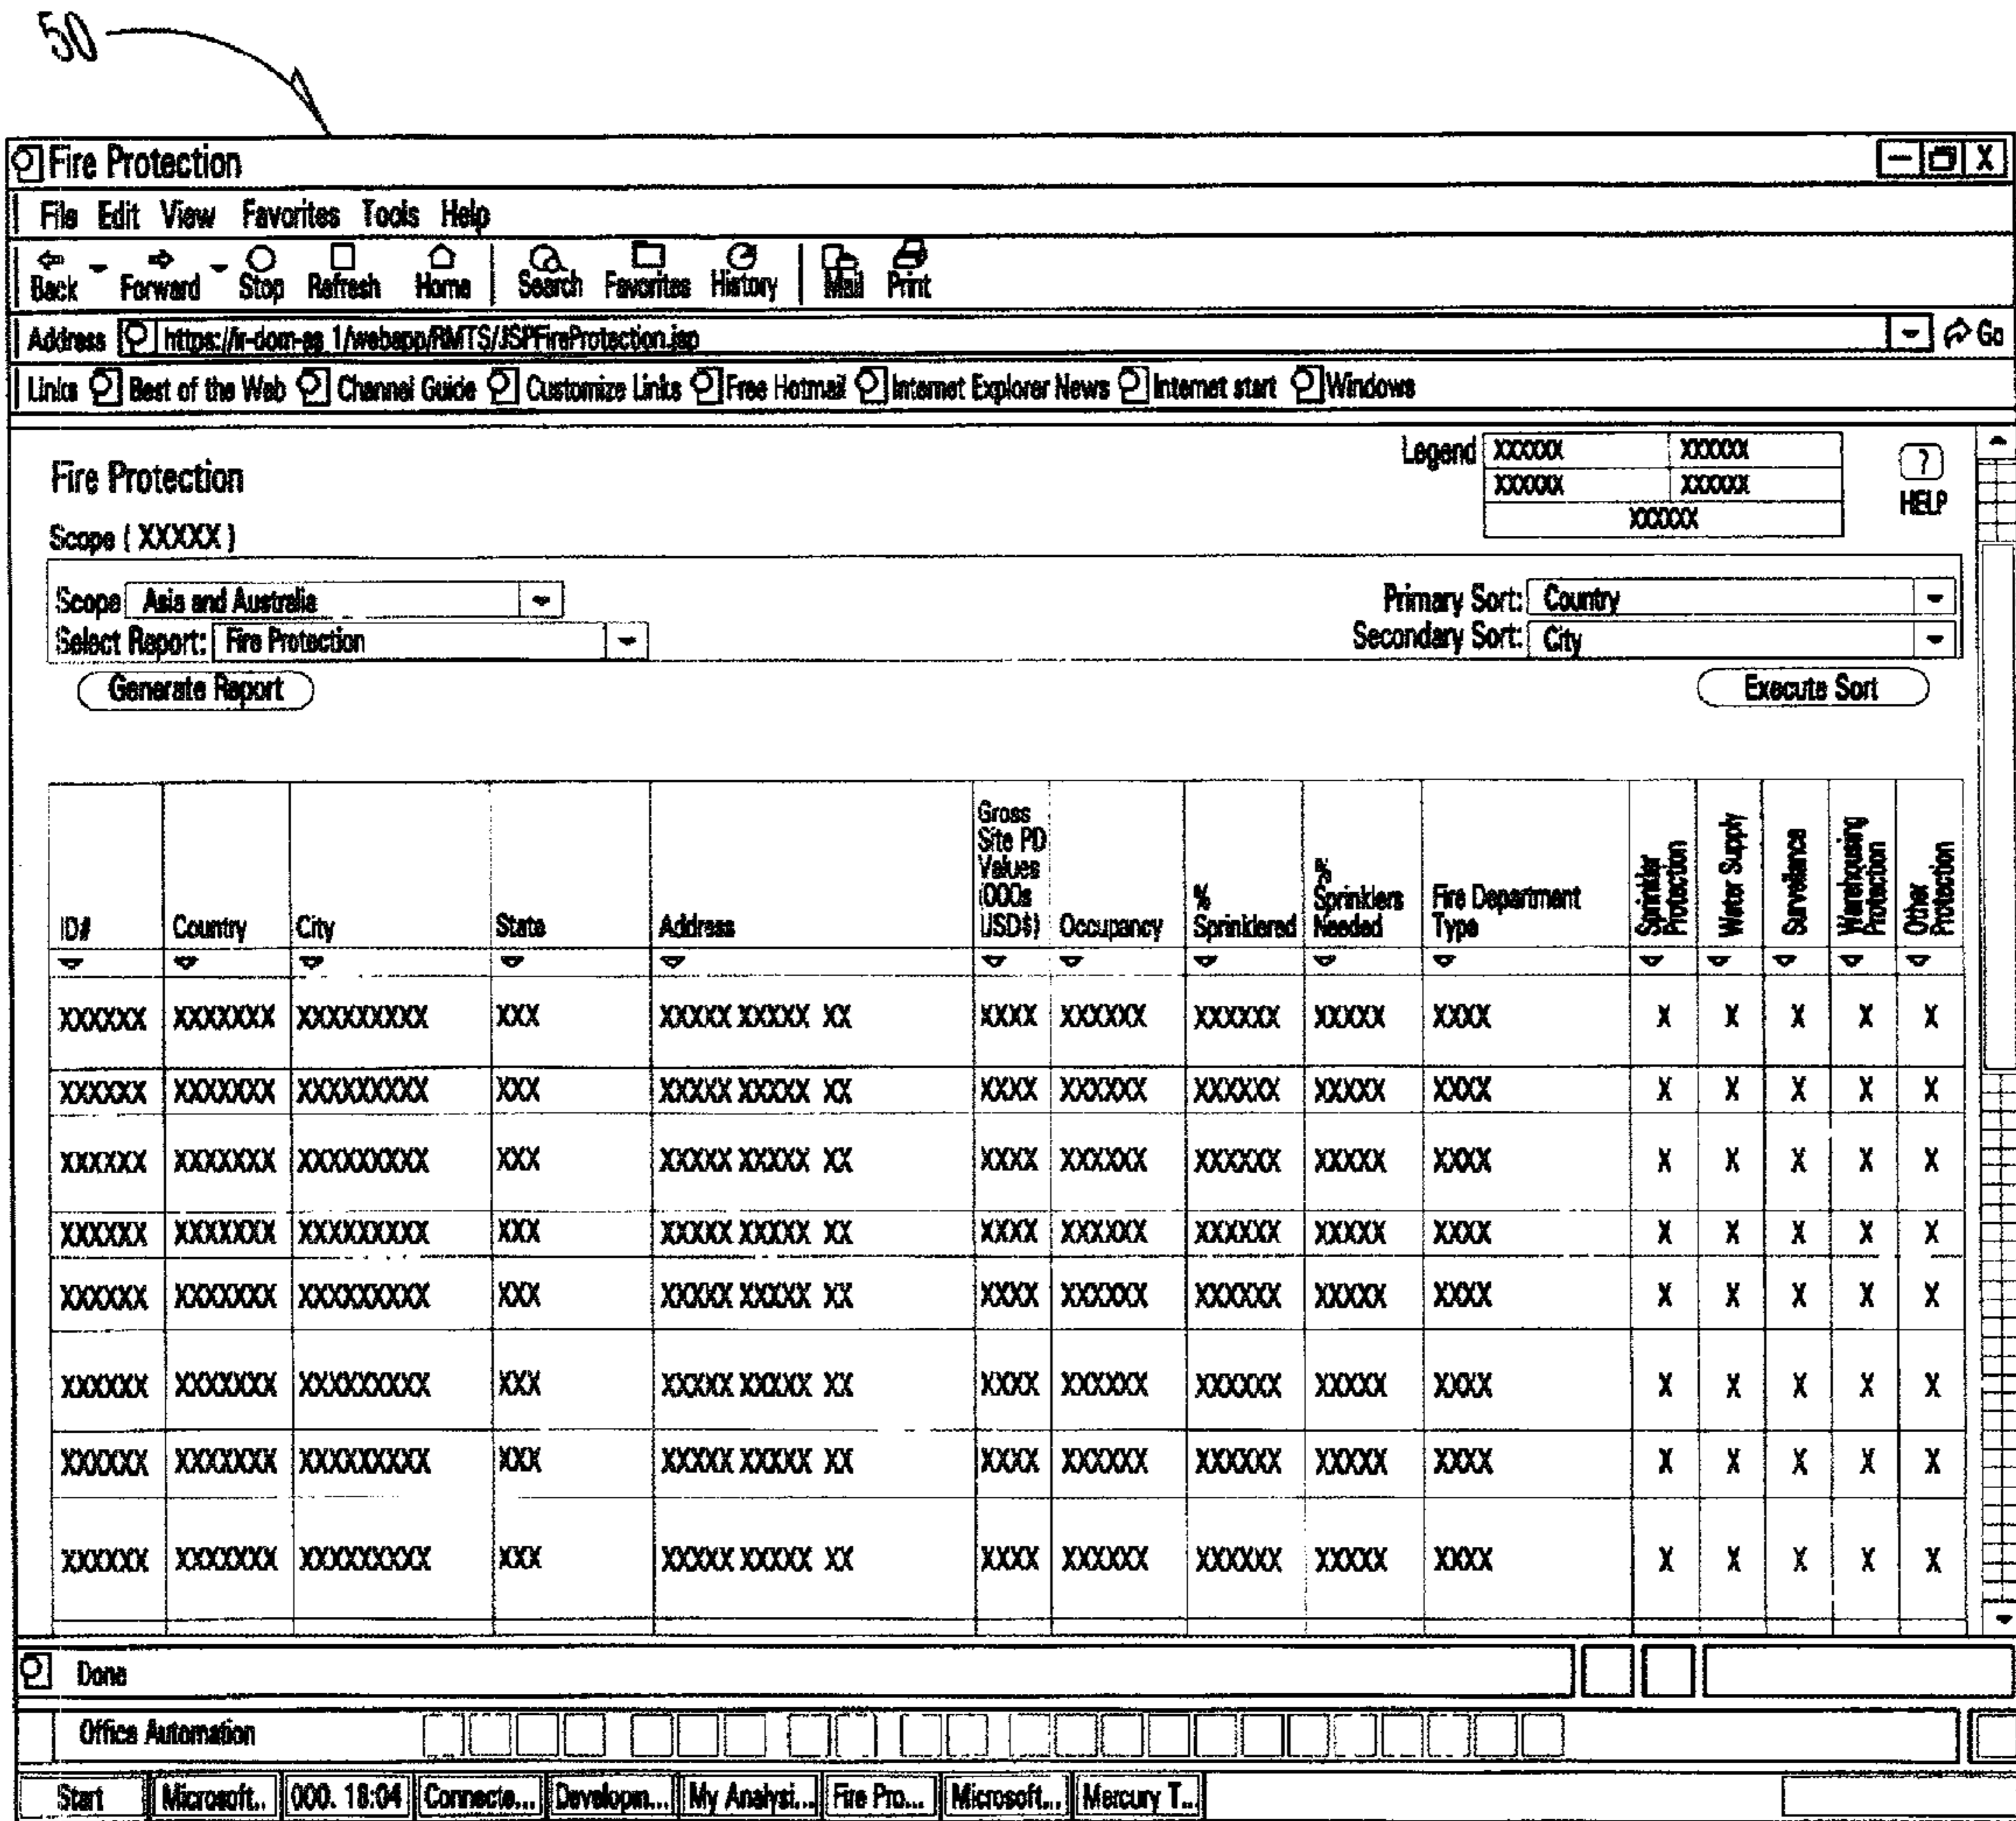 50
Fire Protection
File Edit View Favorites Tools Help
Back Forward Stop Refresh Home Search Favorites History Mail Print
Address https://ir-dom-as_1/webapp/RMTS/JSPFireProtection.jsp Go
Links Best of the Web Channel Guide Customize Links Free Hotmail Internet Explorer News Internet start Windows
Fire Protection
Legend XXXXXX XXXXXX
XXXXXX XXXXXX
XXXXXX
? HELP
Scope ( XXXXX )
Scope Asia and Australia Primary Sort: Country
Select Report: Fire Protection Secondary Sort: City
Generate Report Execute Sort
ID# Country City State Address Gross Site PD Values (000s USD$) Occupancy % Sprinklered % Sprinklers Needed Fire Department Type Sprinkler Protection Water Supply Surveilance Warehousing Protection Other Protection
XXXXXX XXXXXXX XXXXXXXXX XXX XXXXX XXXXX XX XXXX XXXXXX XXXXXX XXXXX XXXX X X X X X
XXXXXX XXXXXXX XXXXXXXXX XXX XXXXX XXXXX XX XXXX XXXXXX XXXXXX XXXXX XXXX X X X X X
XXXXXX XXXXXXX XXXXXXXXX XXX XXXXX XXXXX XX XXXX XXXXXX XXXXXX XXXXX XXXX X X X X X
XXXXXX XXXXXXX XXXXXXXXX XXX XXXXX XXXXX XX XXXX XXXXXX XXXXXX XXXXX XXXX X X X X X
XXXXXX XXXXXXX XXXXXXXXX XXX XXXXX XXXXX XX XXXX XXXXXX XXXXXX XXXXX XXXX X X X X X
XXXXXX XXXXXXX XXXXXXXXX XXX XXXXX XXXXX XX XXXX XXXXXX XXXXXX XXXXX XXXX X X X X X
XXXXXX XXXXXXX XXXXXXXXX XXX XXXXX XXXXX XX XXXX XXXXXX XXXXXX XXXXX XXXX X X X X X
XXXXXX XXXXXXX XXXXXXXXX XXX XXXXX XXXXX XX XXXX XXXXXX XXXXXX XXXXX XXXX X X X X X
Done
Office Automation
Start Microsoft.. 000. 18:04 Connecte... Developin... My Analysi... Fire Pro... Microsoft... Mercury T...